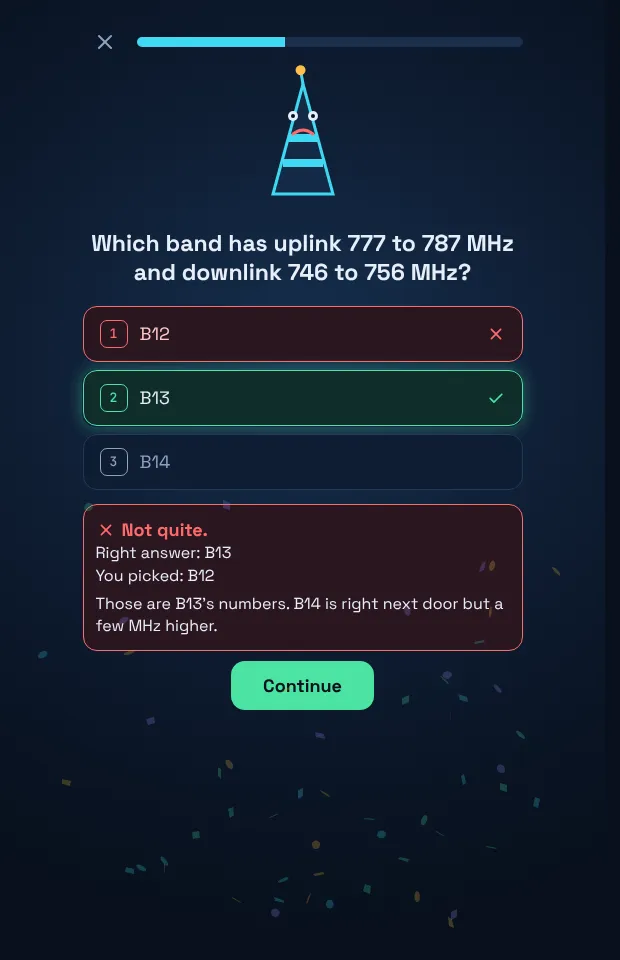 Which band has uplink 777 to 787 MHz
and downlink 746 to 756 MHz?
1 B12
2 B13
3 B14
Not quite.
Right answer: B13
You picked: B12
Those are B13's numbers. B14 is right next door but a
few MHz higher.
Continue